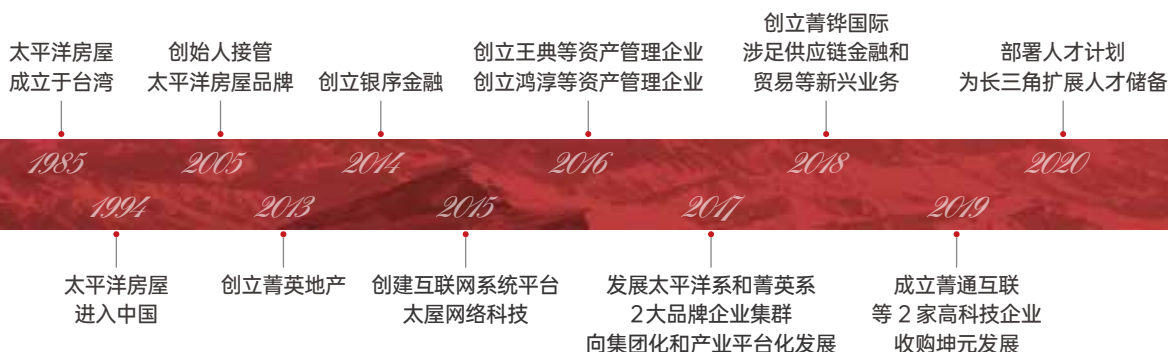 太平洋房屋
成立于台湾
创始人接管
太平洋房屋品牌
创立银序金融
创立王典等资产管理企业
创立鸿淳等资产管理企业
创立菁铧国际
涉足供应链金融和
贸易等新兴业务
部署人才计划
为长三角扩展人才储备
1985
2005
2014
2016
2018
2020
1994
2013
2015
2017
2019
太平洋房屋
进入中国
创立菁英地产
创建互联网系统平台
太屋网络科技
发展太平洋系和菁英系
2大品牌企业集群
向集团化和产业平台化发展
成立菁通互联
等 2 家高科技企业
收购坤元发展